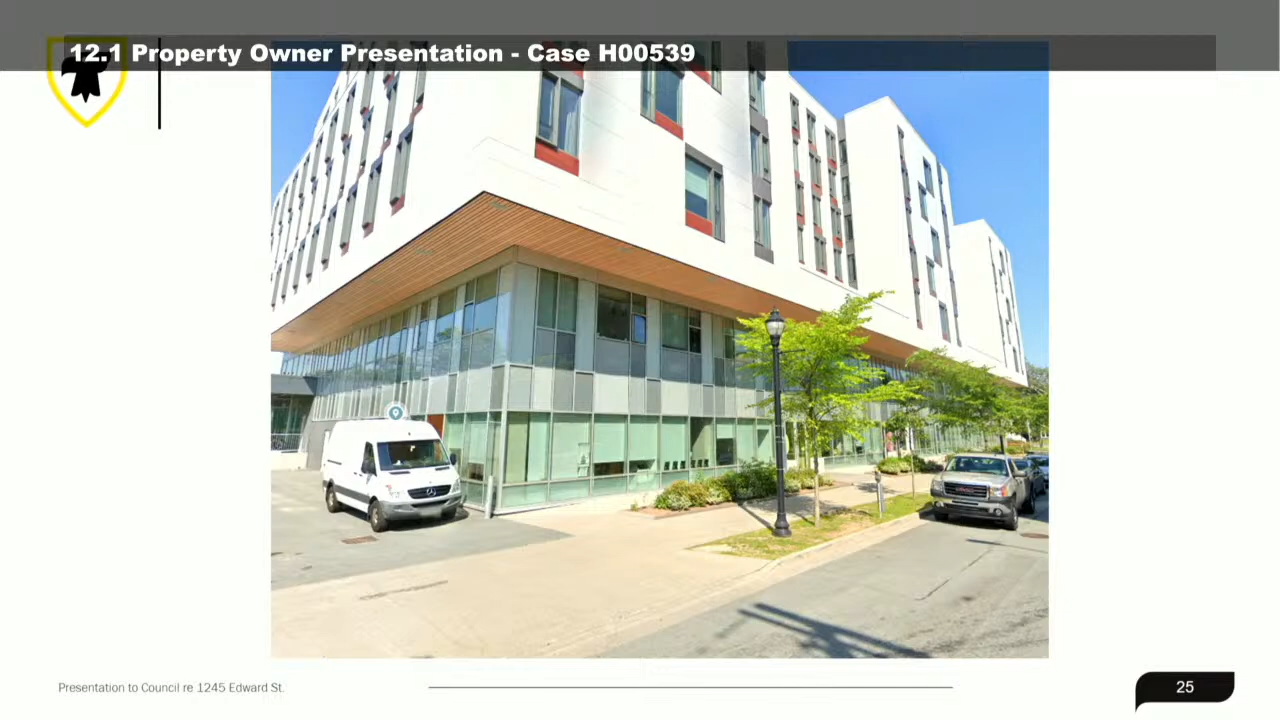 12.1 Property Owner Presentation - Case H00539
Presentation to Council re 1245 Edward St.
25